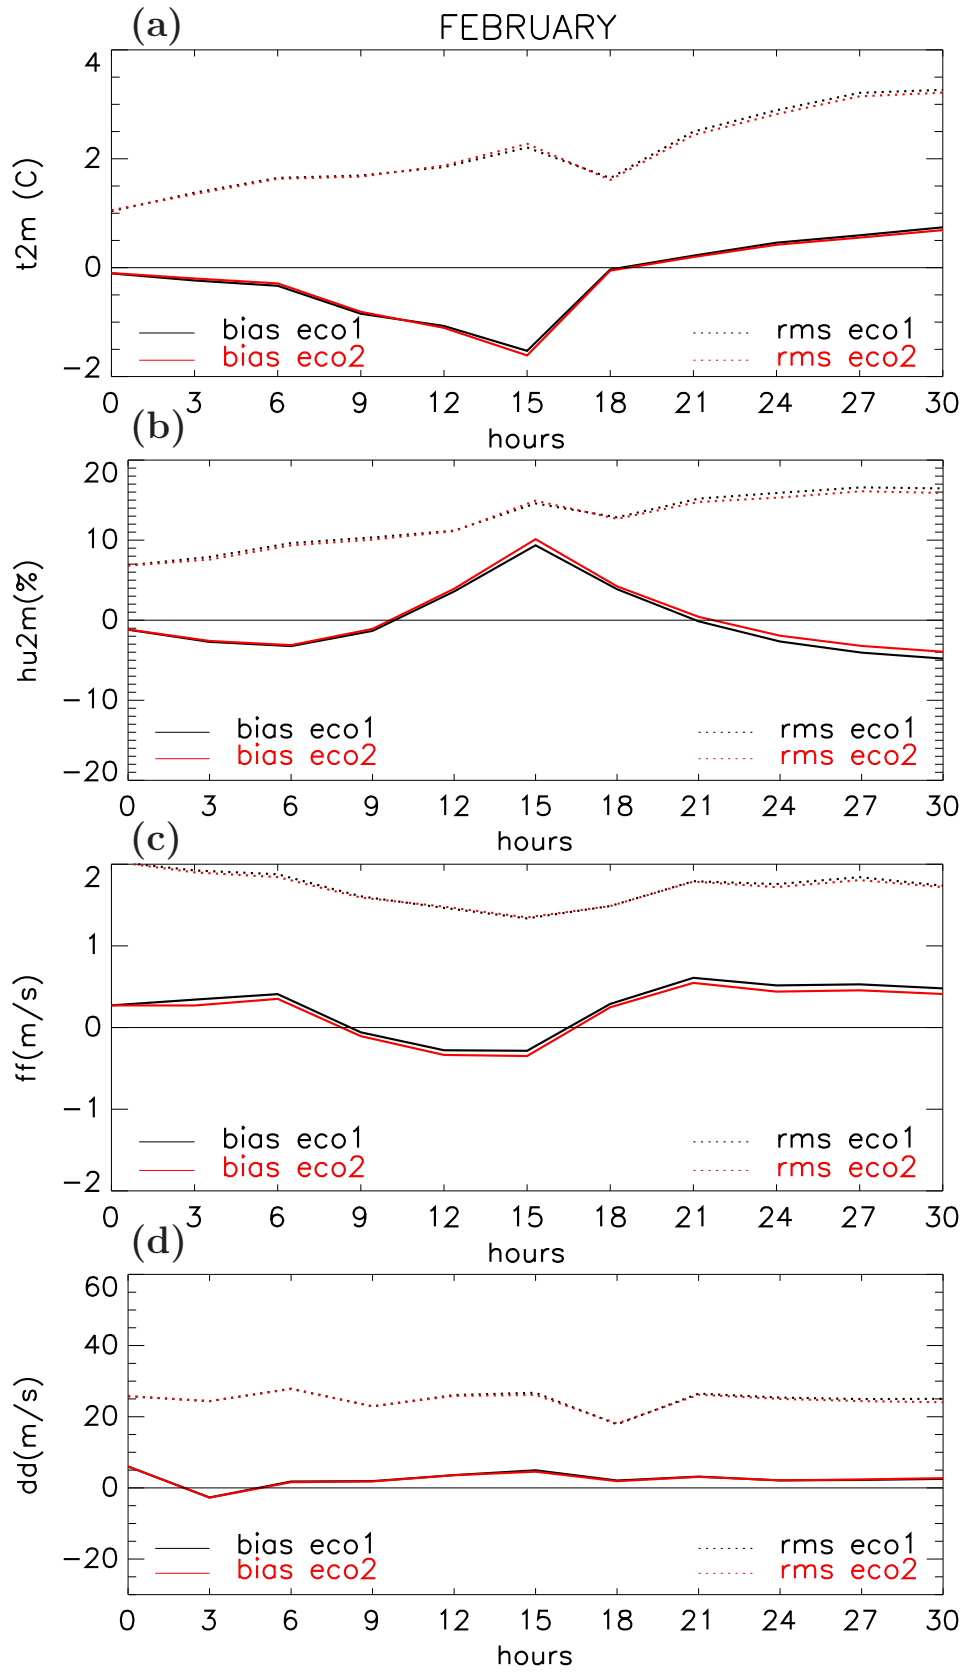 (a)
FEBRUARY
4
2
0
−2
t2m (C)
bias eco1
bias eco2
rms eco1
rms eco2
0 3 6 9 12 15 18 21 24 27 30
hours
(b)
20
10
0
−10
−20
hu2m(%)
bias eco1
bias eco2
rms eco1
rms eco2
0 3 6 9 12 15 18 21 24 27 30
hours
(c)
2
1
0
−1
−2
ff(m/s)
bias eco1
bias eco2
rms eco1
rms eco2
0 3 6 9 12 15 18 21 24 27 30
hours
(d)
60
40
20
0
−20
dd(m/s)
bias eco1
bias eco2
rms eco1
rms eco2
0 3 6 9 12 15 18 21 24 27 30
hours